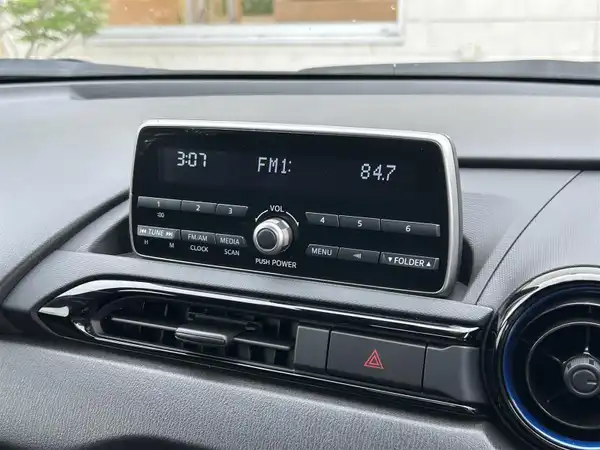 3:07 FM1: 84.7
VOL
1 2 3 4 5 6
TUNE FM/AM MEDIA MENU ◄ ▼ FOLDER ▲
H M CLOCK SCAN PUSH POWER